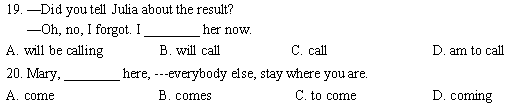 19. —Did you tell Julia about the result?
—Oh, no, I forgot. I ________ her now.
A. will be calling B. will call C. call D. am to call
20. Mary, ________ here, ---everybody else, stay where you are.
A. come B. comes C. to come D. coming